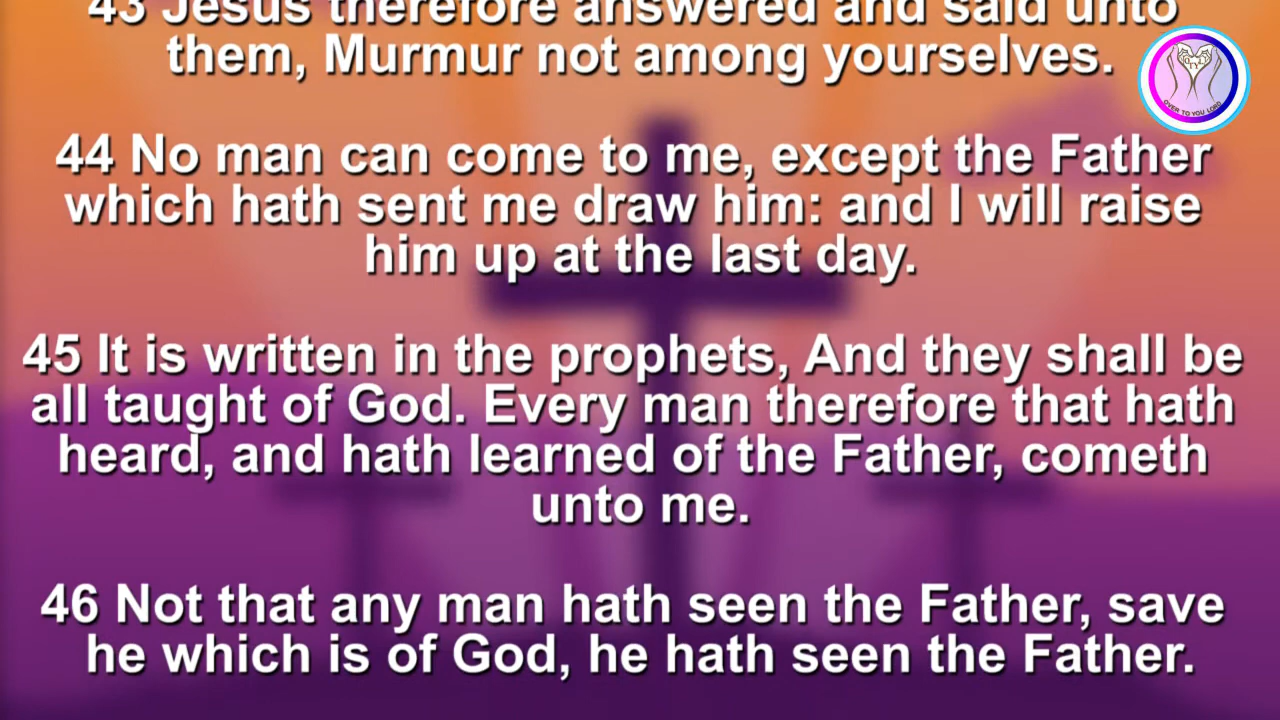 43 Jesus therefore answered and said unto
them, Murmur not among yourselves.
44 No man can come to me, except the Father
which hath sent me draw him: and I will raise
him up at the last day.
45 It is written in the prophets, And they shall be
all taught of God. Every man therefore that hath
heard, and hath learned of the Father, cometh
unto me.
46 Not that any man hath seen the Father, save
he which is of God, he hath seen the Father.
OVER TO YOU LORD